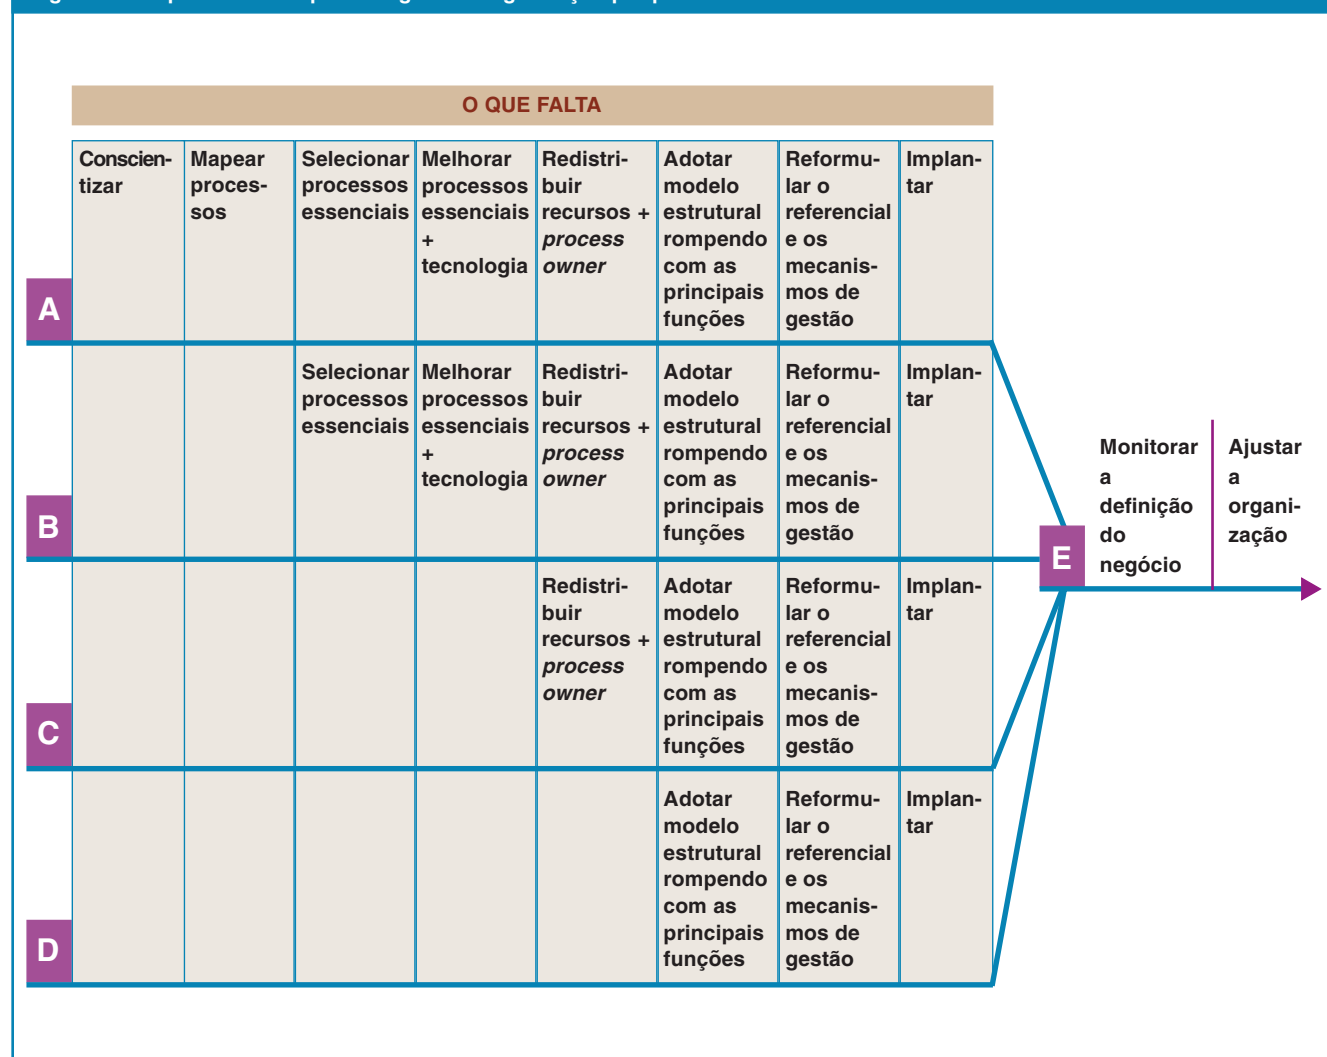 O QUE FALTA
Conscien-
tizar
Mapear
proces-
sos
Selecionar
processos
essenciais
Melhorar
processos
essenciais
+
tecnologia
Redistri-
buir
recursos +
process
owner
Adotar
modelo
estrutural
rompendo
com as
principais
funções
Reformu-
lar o
referencial
e os
mecanis-
mos de
gestão
Implan-
tar
A
Selecionar
processos
essenciais
Melhorar
processos
essenciais
+
tecnologia
Redistri-
buir
recursos +
process
owner
Adotar
modelo
estrutural
rompendo
com as
principais
funções
Reformu-
lar o
referencial
e os
mecanis-
mos de
gestão
Implan-
tar
B
Redistri-
buir
recursos +
process
owner
Adotar
modelo
estrutural
rompendo
com as
principais
funções
Reformu-
lar o
referencial
e os
mecanis-
mos de
gestão
Implan-
tar
C
Adotar
modelo
estrutural
rompendo
com as
principais
funções
Reformu-
lar o
referencial
e os
mecanis-
mos de
gestão
Implan-
tar
D
E
Monitorar
a
definição
do
negócio
Ajustar
a
organi-
zação